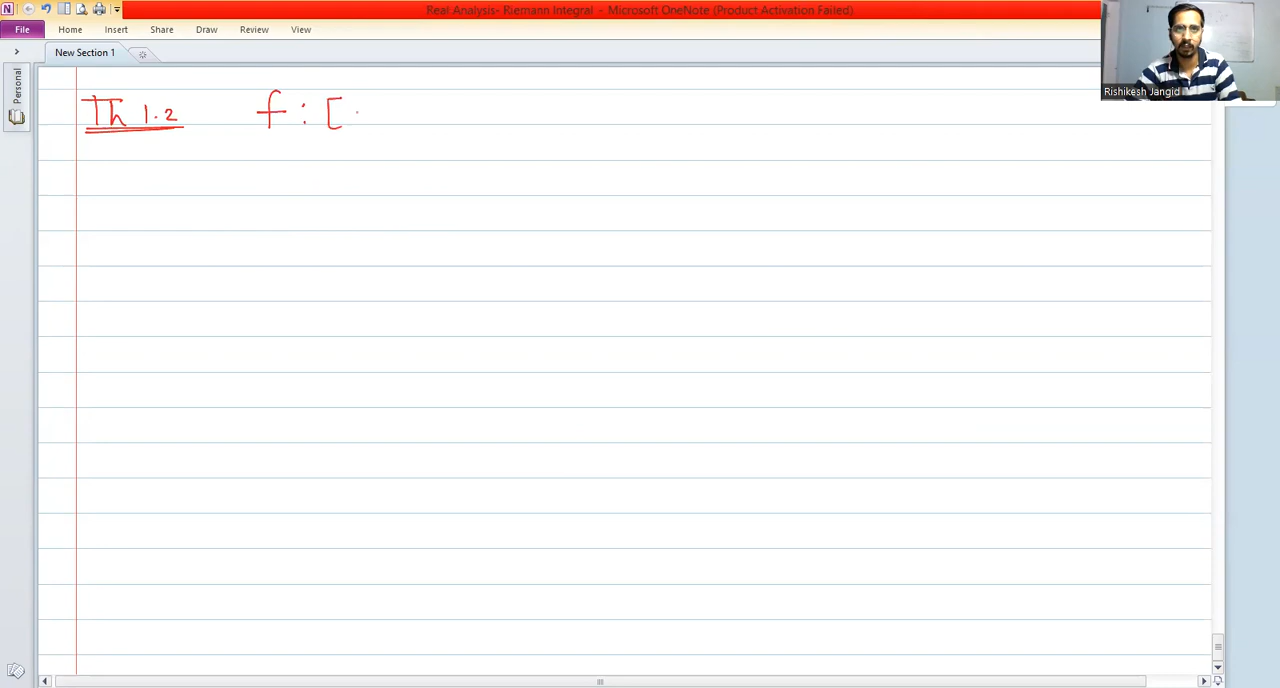 Real Analysis- Riemann Integral - Microsoft OneNote (Product Activation Failed)
File Home Insert Share Draw Review View
New Section 1
Personal
Rishikesh Jangid
Th 1.2 f : [